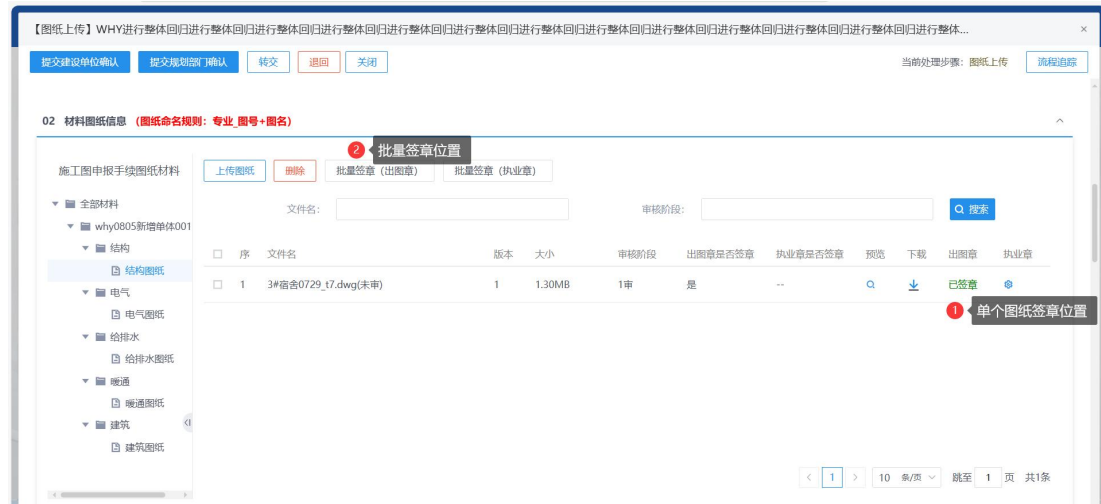 【图纸上传】WHY进行整体回归进行整体回归进行整体回归进行整体回归进行整体回归进行整体回归进行整体回归进行整体回归进行整体回归进行整体... ×
提交建设单位确认 提交规划部门确认 转交 退回 关闭 当前处理步骤：图纸上传 流程追踪
02 材料图纸信息 （图纸命名规则：专业_图号+图名）
2 批量签章位置
施工图申报手续图纸材料 上传图纸 删除 批量签章（出图章） 批量签章（执业章）
全部材料 文件名： 审核阶段： 搜索
why0805新增单体001
结构 序 文件名 版本 大小 审核阶段 出图章是否签章 执业章是否签章 预览 下载 出图章 执业章
结构图纸 1 3#宿舍0729_t7.dwg(未审) 1 1.30MB 1审 是 -- 已签章
电气
1 单个图纸签章位置
电气图纸
给排水
给排水图纸
暖通
暖通图纸
建筑
建筑图纸
< 1 > 10 条/页 跳至 1 页 共1条